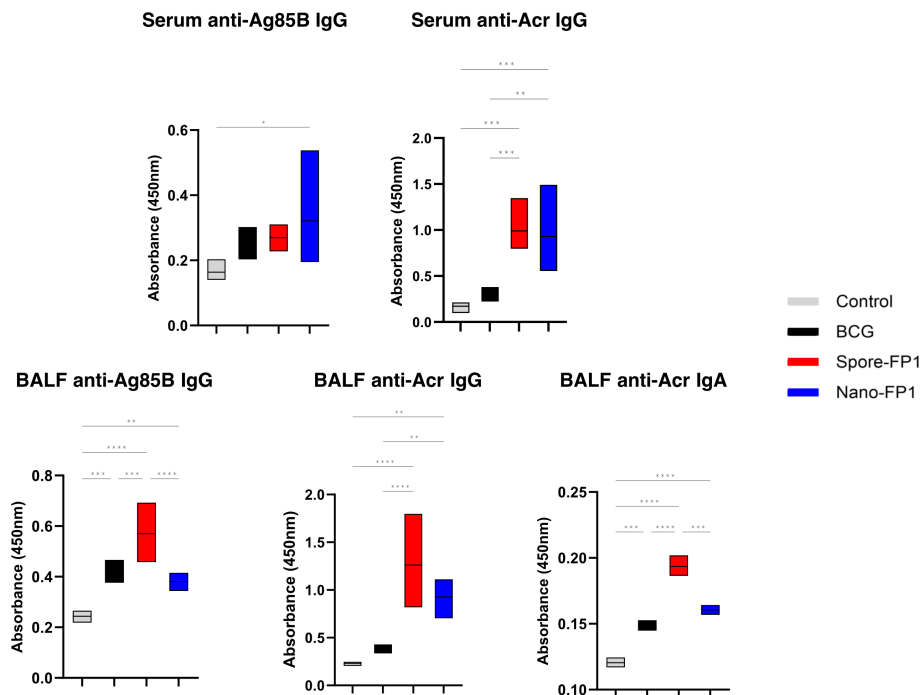 Serum anti-Ag85B IgG
Serum anti-Acr IgG
***
**
*
***
***
Absorbance (450nm)
0.6
0.4
0.2
0.0
Absorbance (450nm)
2.0
1.5
1.0
0.5
0.0
Control
BCG
Spore-FP1
Nano-FP1
BALF anti-Ag85B IgG
BALF anti-Acr IgG
BALF anti-Acr IgA
**
****
*** *** ****
Absorbance (450nm)
0.8
0.6
0.4
0.2
0.0
**
**
****
****
Absorbance (450nm)
2.0
1.5
1.0
0.5
0.0
****
****
*** **** ***
Absorbance (450nm)
0.25
0.20
0.15
0.10